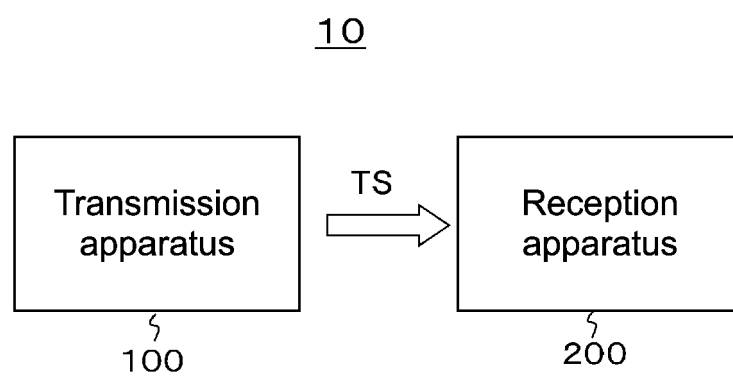 10
Transmission
apparatus
TS
Reception
apparatus
100
200